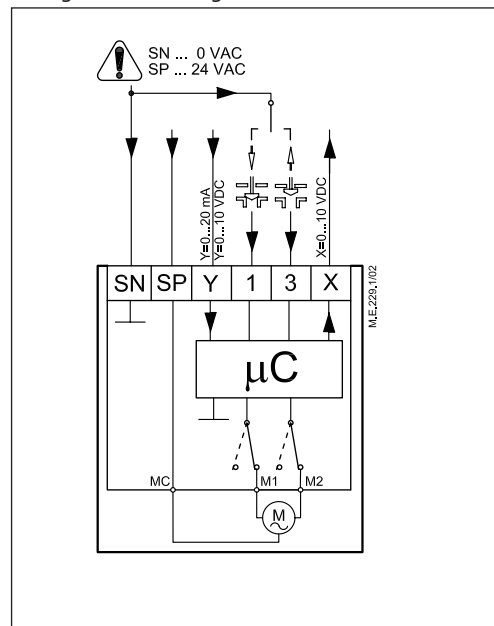 SN ... 0 VAC
SP ... 24 VAC
Y=0...20 mA
Y=0...10 VDC
X=0...10 VDC
SN SP Y 1 3 X
M.E.229.1/02
µC
MC M1 M2
M